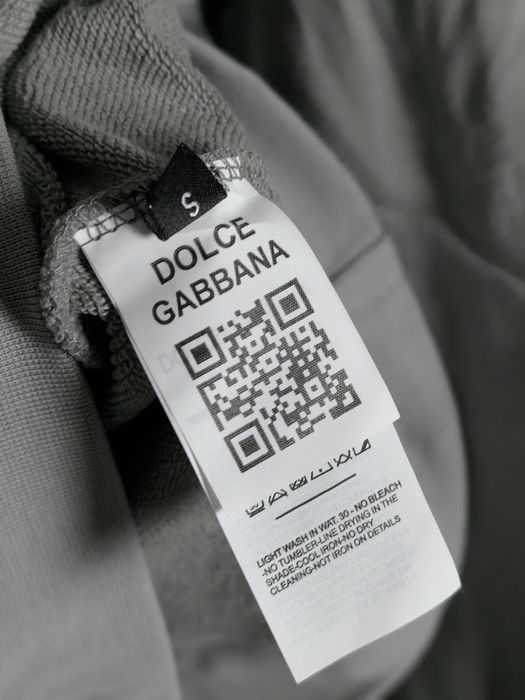 S
DOLCE
GABBANA
LIGHT WASH IN WAT. 30 - NO BLEACH
-NO TUMBLER-LINE DRYING IN THE
SHADE-COOL IRON-NO DRY
CLEANING-NOT IRON ON DETAILS